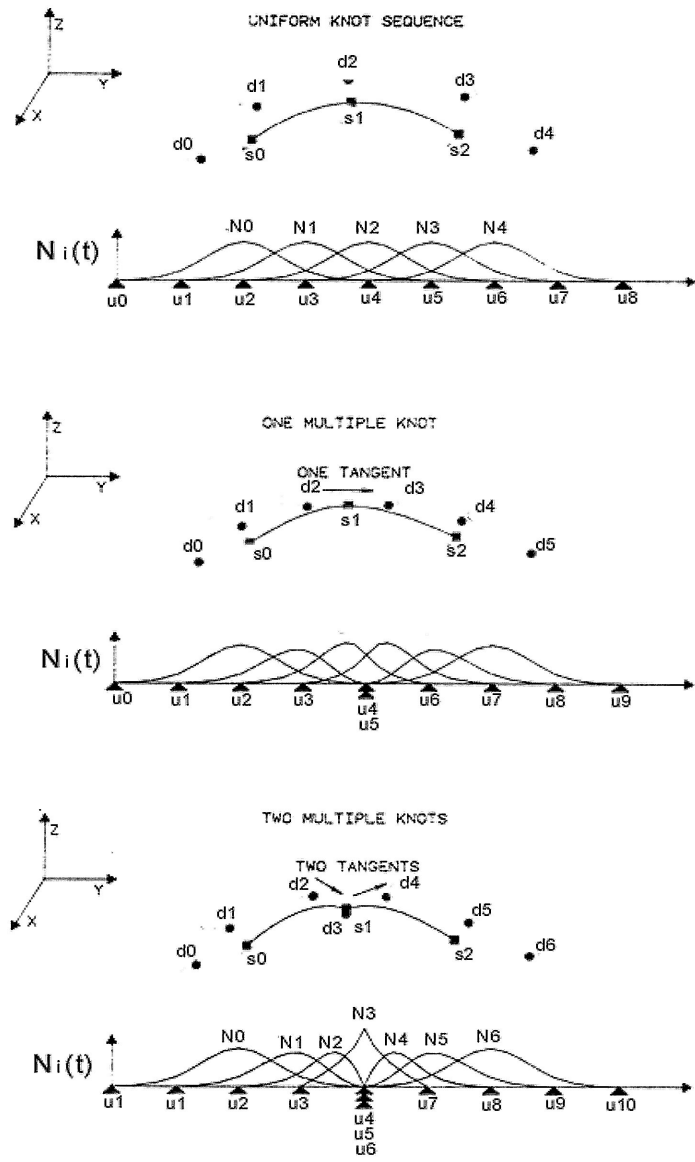 UNIFORM KNOT SEQUENCE
Z
Y
X
d0
d1
d2
d3
d4
s0
s1
s2
N0 N1 N2 N3 N4
Ni(t)
u0 u1 u2 u3 u4 u5 u6 u7 u8
ONE MULTIPLE KNOT
Z
Y
X
ONE TANGENT
d0
d1
d2
d3
d4
d5
s0
s1
s2
Ni(t)
u0 u1 u2 u3 u4 u6 u7 u8 u9
u5
TWO MULTIPLE KNOTS
Z
Y
X
TWO TANGENTS
d0
d1
d2
d3
d4
d5
d6
s0
s1
s2
N3
N0 N1 N2 N4 N5 N6
Ni(t)
u1 u1 u2 u3 u4 u7 u8 u9 u10
u5
u6